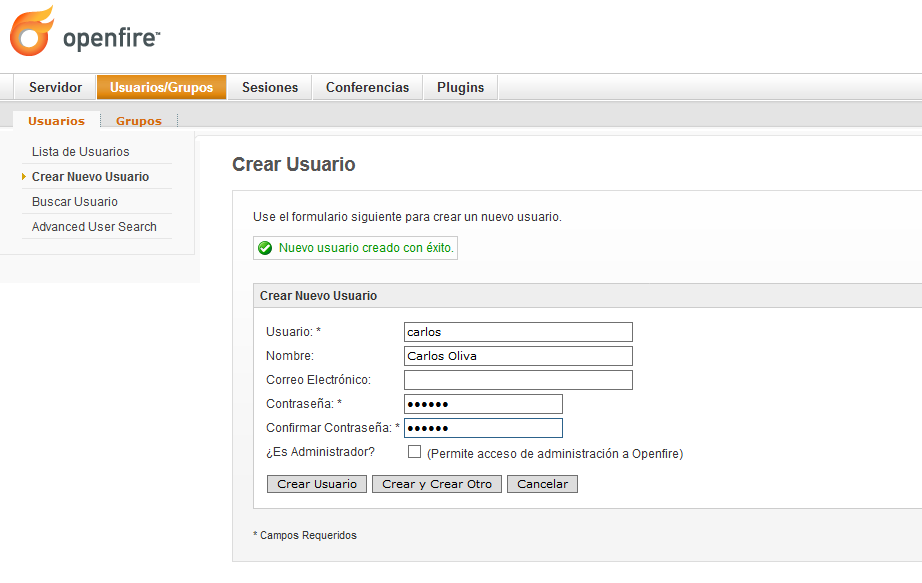 openfire™
Servidor Usuarios/Grupos Sesiones Conferencias Plugins
Usuarios Grupos
Lista de Usuarios
Crear Nuevo Usuario
Buscar Usuario
Advanced User Search
Crear Usuario
Use el formulario siguiente para crear un nuevo usuario.
Nuevo usuario creado con éxito.
Crear Nuevo Usuario
Usuario: * carlos
Nombre: Carlos Oliva
Correo Electrónico:
Contraseña: * ••••••
Confirmar Contraseña: * ••••••
¿Es Administrador? (Permite acceso de administración a Openfire)
Crear Usuario Crear y Crear Otro Cancelar
* Campos Requeridos